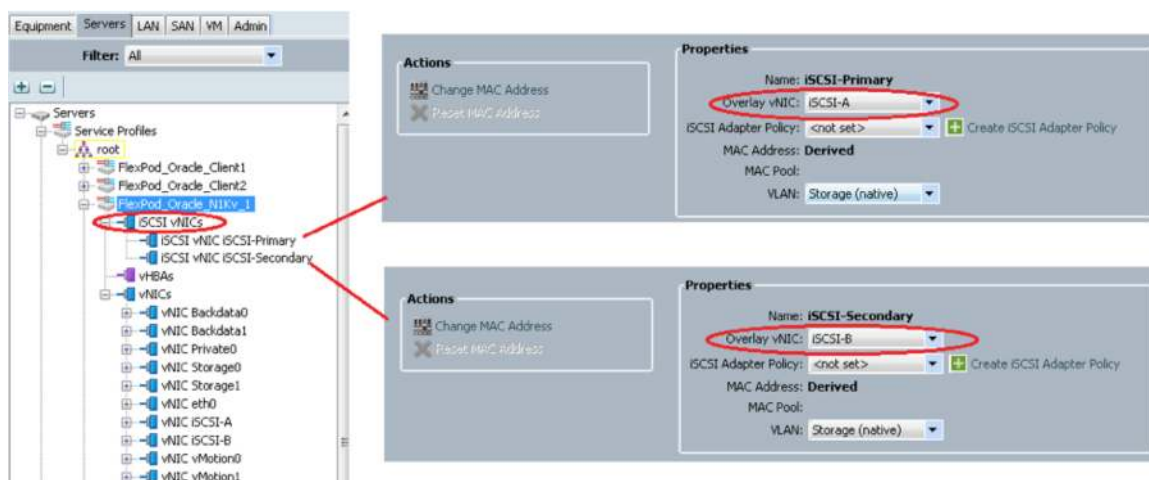 Equipment Servers LAN SAN VM Admin
Filter: All
Servers
Service Profiles
root
FlexPod_Oracle_Client1
FlexPod_Oracle_Client2
FlexPod_Oracle_N1Kv_1
iSCSI vNICs
iSCSI vNIC iSCSI-Primary
iSCSI vNIC iSCSI-Secondary
vHBAs
vNICs
vNIC Backdata0
vNIC Backdata1
vNIC Private0
vNIC Storage0
vNIC Storage1
vNIC eth0
vNIC iSCSI-A
vNIC iSCSI-B
vNIC vMotion0
vNIC vMotion1
Actions
Change MAC Address
Reset MAC Address
Properties
Name: iSCSI-Primary
Overlay vNIC: iSCSI-A
iSCSI Adapter Policy: <not set> Create iSCSI Adapter Policy
MAC Address: Derived
MAC Pool:
VLAN: Storage (native)
Actions
Change MAC Address
Reset MAC Address
Properties
Name: iSCSI-Secondary
Overlay vNIC: iSCSI-B
iSCSI Adapter Policy: <not set> Create iSCSI Adapter Policy
MAC Address: Derived
MAC Pool:
VLAN: Storage (native)